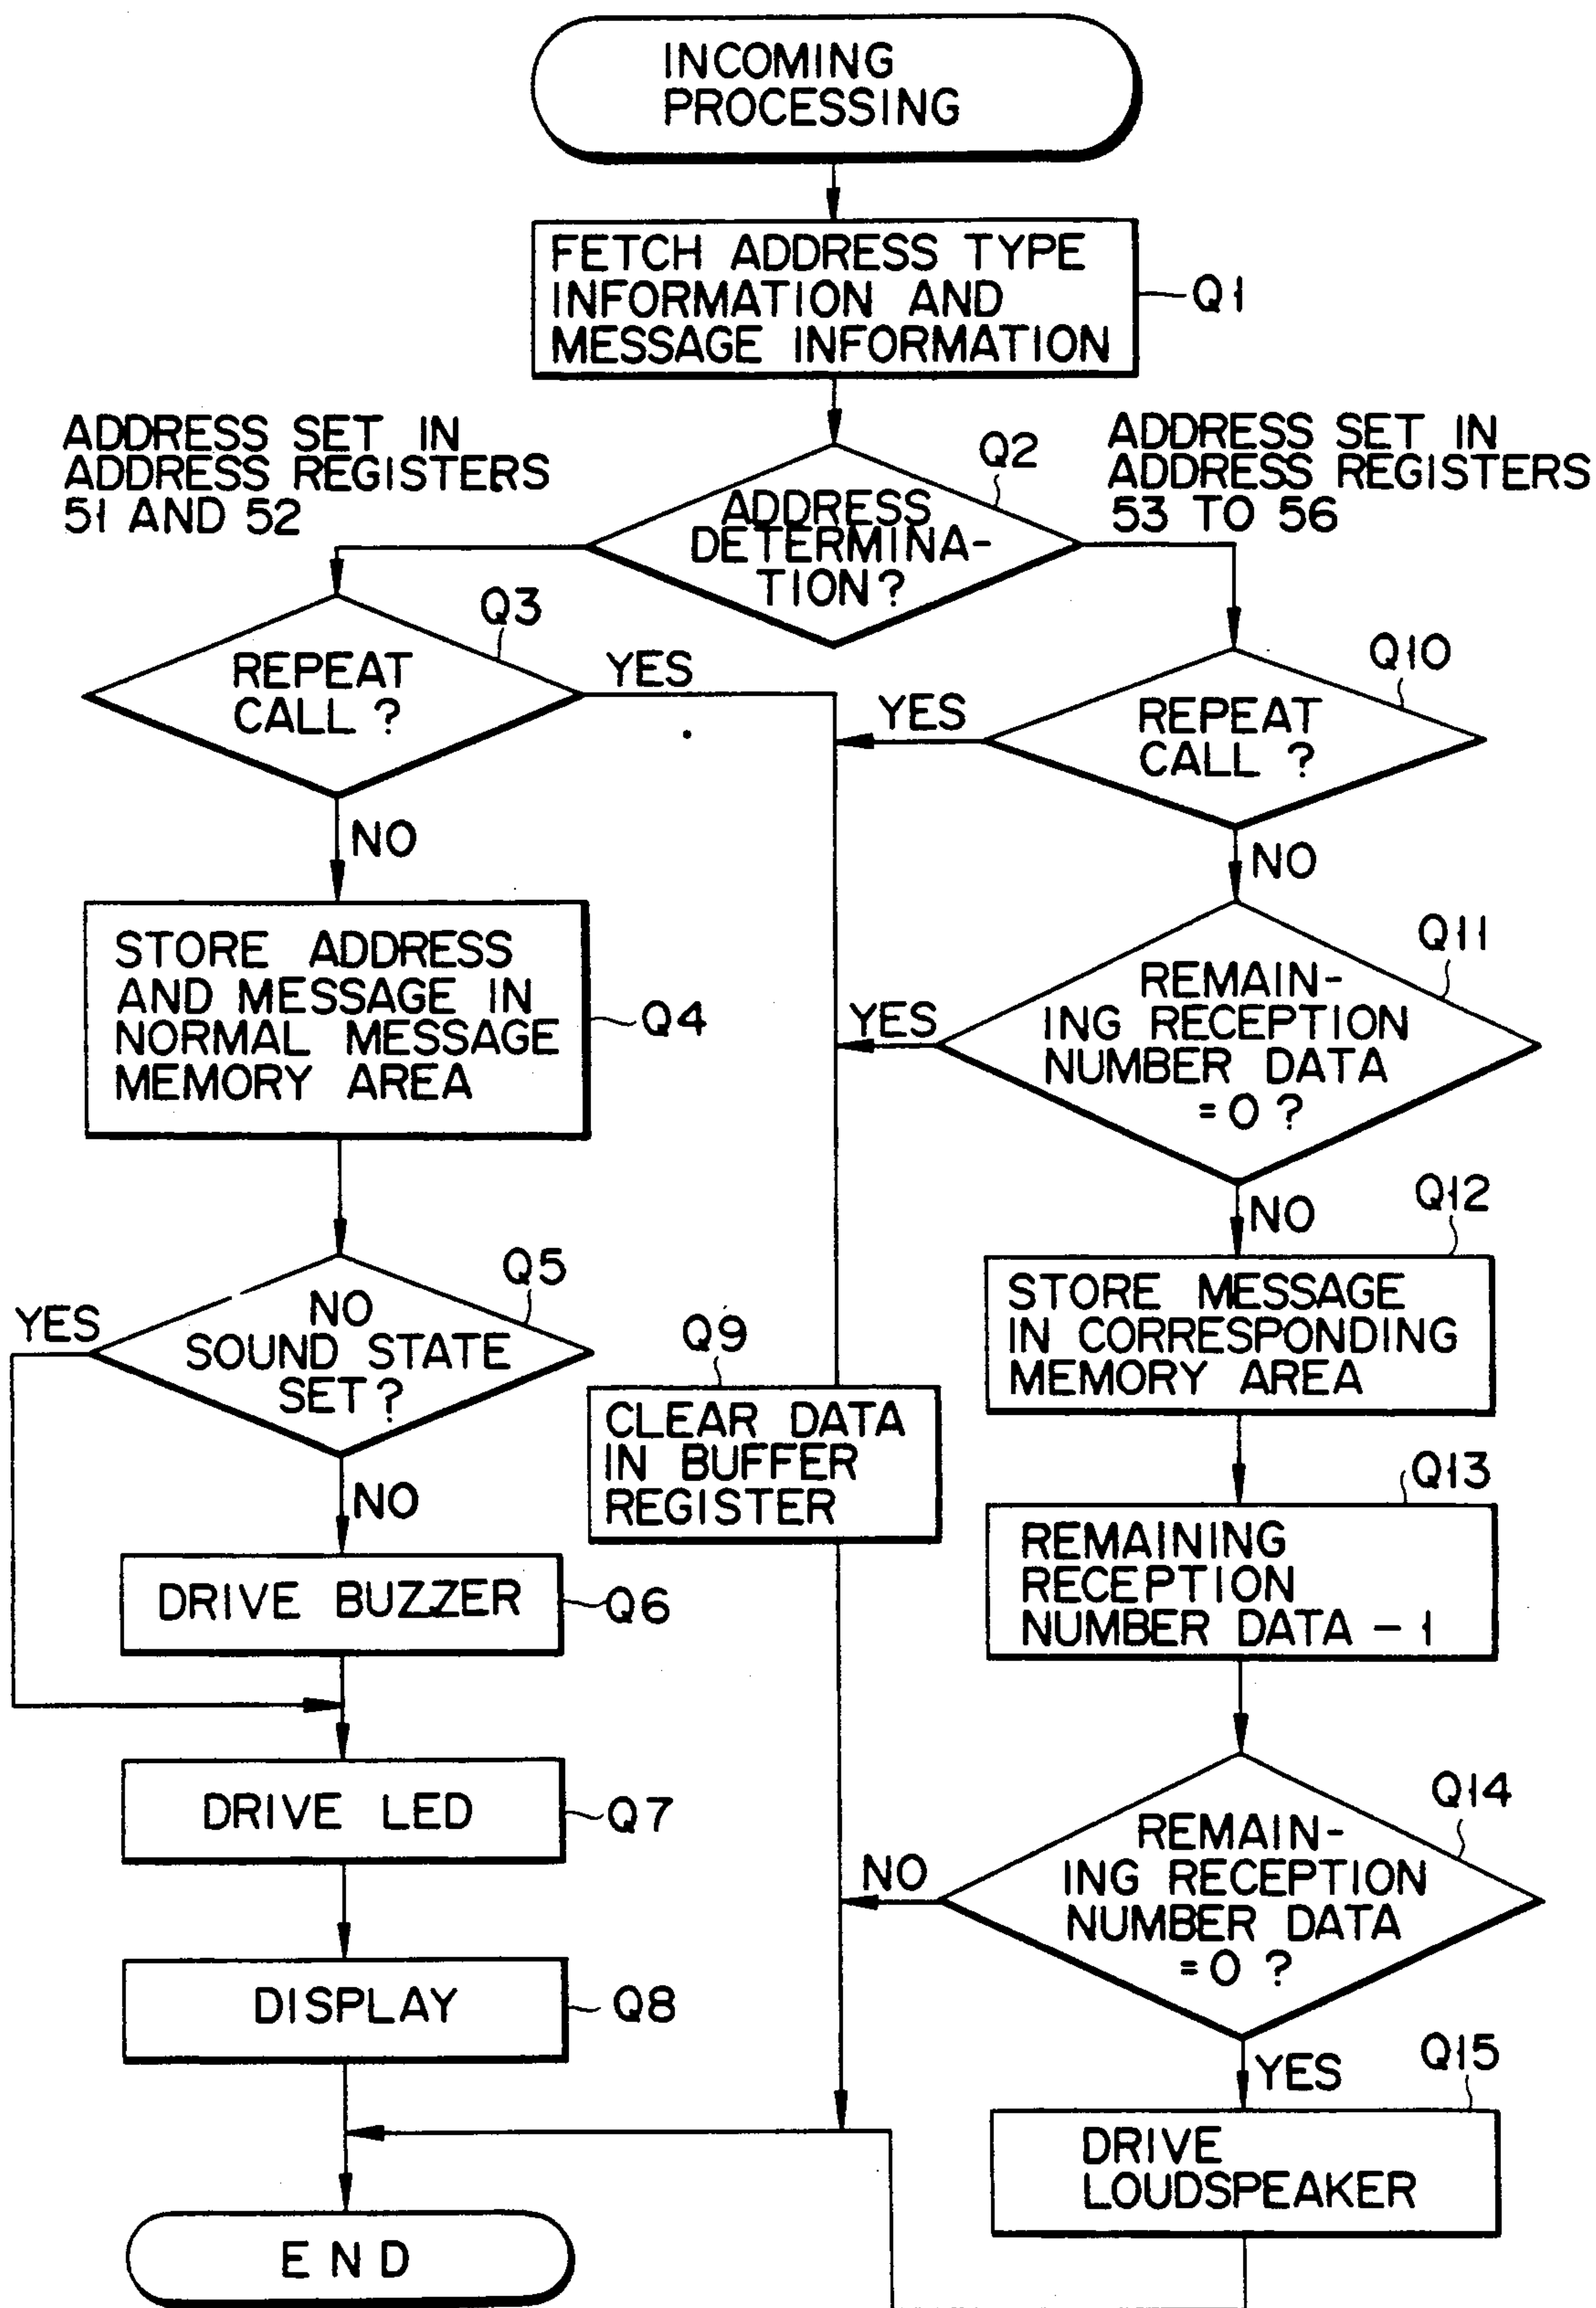 INCOMING
PROCESSING
FETCH ADDRESS TYPE
INFORMATION AND
MESSAGE INFORMATION
Q1
ADDRESS SET IN
ADDRESS REGISTERS
51 AND 52
Q2
ADDRESS
DETERMINA-
TION?
ADDRESS SET IN
ADDRESS REGISTERS
53 TO 56
Q3
REPEAT
CALL?
YES
NO
Q10
REPEAT
CALL ?
YES
NO
STORE ADDRESS
AND MESSAGE IN
NORMAL MESSAGE
MEMORY AREA
Q4
Q11
REMAIN-
ING RECEPTION
NUMBER DATA
=0 ?
YES
NO
Q5
NO
SOUND STATE
SET?
YES
NO
Q9
CLEAR DATA
IN BUFFER
REGISTER
Q12
STORE MESSAGE
IN CORRESPONDING
MEMORY AREA
Q13
REMAINING
RECEPTION
NUMBER DATA - 1
DRIVE BUZZER
Q6
DRIVE LED
Q7
Q14
REMAIN-
ING RECEPTION
NUMBER DATA
=0 ?
NO
YES
DISPLAY
Q8
Q15
DRIVE
LOUDSPEAKER
END